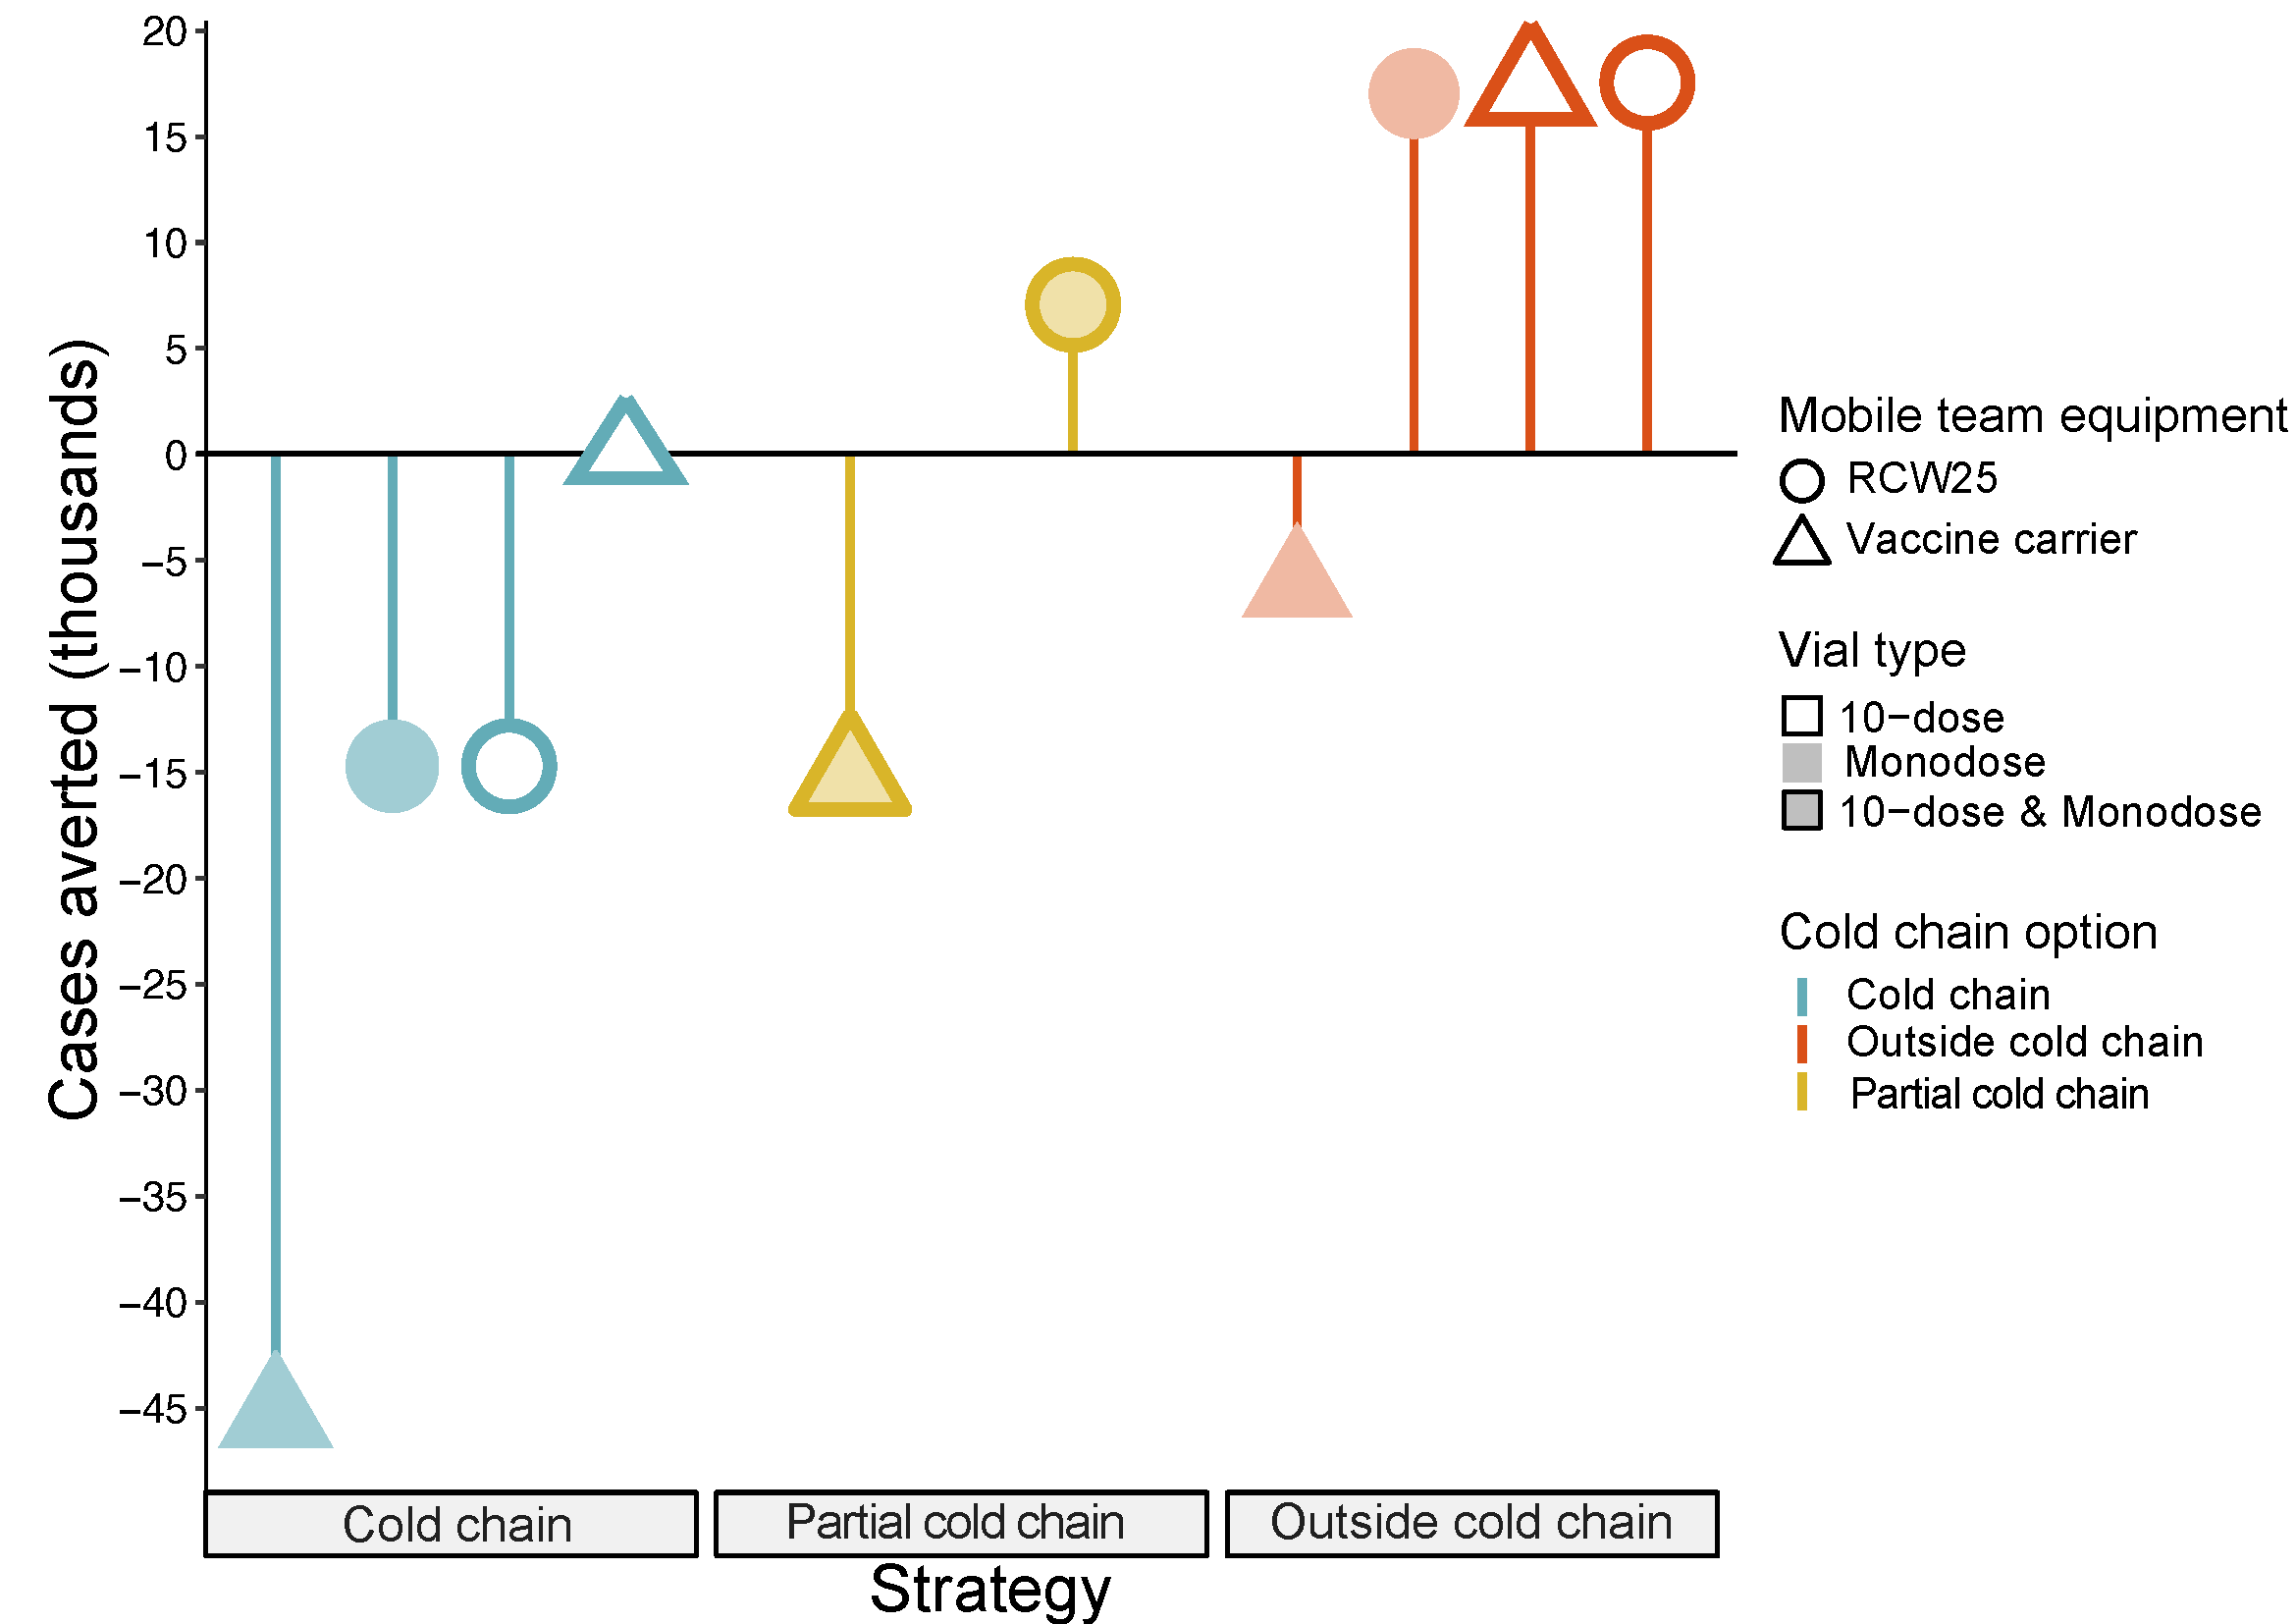 Cases averted (thousands)
20
15
10
5
0
−5
−10
−15
−20
−25
−30
−35
−40
−45
Cold chain
Partial cold chain
Outside cold chain
Strategy
Mobile team equipment
RCW25
Vaccine carrier
Vial type
10−dose
Monodose
10−dose & Monodose
Cold chain option
Cold chain
Outside cold chain
Partial cold chain